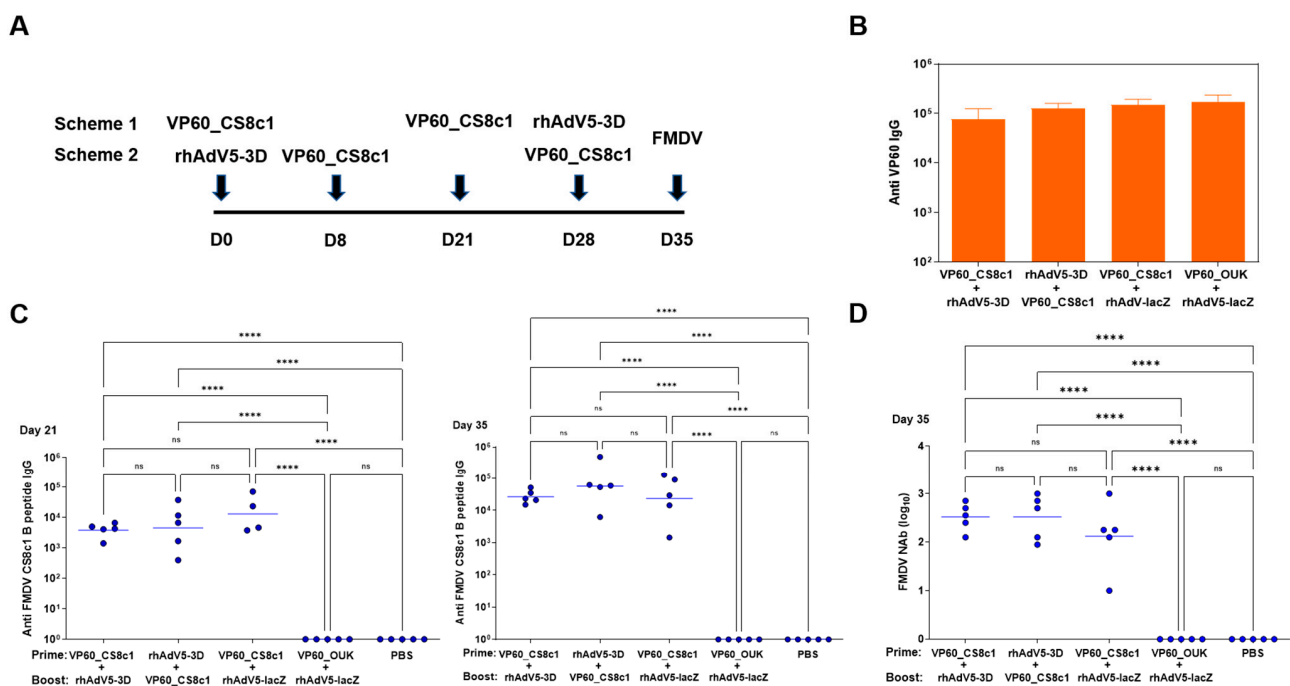 A
Scheme 1 VP60_CS8c1 VP60_CS8c1 rhAdV5-3D
FMDV
Scheme 2 rhAdV5-3D VP60_CS8c1 VP60_CS8c1
D0 D8 D21 D28 D35
B
Anti VP60 IgG
10⁶
10⁵
10⁴
10³
10²
VP60_CS8c1 rhAdV5-3D VP60_CS8c1 VP60_OUK
+ + + +
rhAdV5-3D VP60_CS8c1 rhAdV-lacZ rhAdV5-lacZ
C
Day 21
****
****
****
****
ns ****
ns ns **** ns
Anti FMDV CS8c1 B peptide IgG
10⁶
10⁵
10⁴
10³
10²
10¹
10⁰
Prime: VP60_CS8c1 rhAdV5-3D VP60_CS8c1 VP60_OUK PBS
+ + + +
Boost: rhAdV5-3D VP60_CS8c1 rhAdV5-lacZ rhAdV5-lacZ
Day 35
****
****
****
****
ns ****
ns ns **** ns
Anti FMDV CS8c1 B peptide IgG
10⁶
10⁵
10⁴
10³
10²
10¹
10⁰
VP60_CS8c1 rhAdV5-3D VP60_CS8c1 VP60_OUK PBS
+ + + +
rhAdV5-3D VP60_CS8c1 rhAdV5-lacZ rhAdV5-lacZ
D
Day 35
****
****
****
****
ns ****
ns ns **** ns
FMDV NAb (log₁₀)
4
3
2
1
0
Prime: VP60_CS8c1 rhAdV5-3D VP60_CS8c1 VP60_OUK PBS
+ + + +
Boost: rhAdV5-3D VP60_CS8c1 rhAdV5-lacZ rhAdV5-lacZ